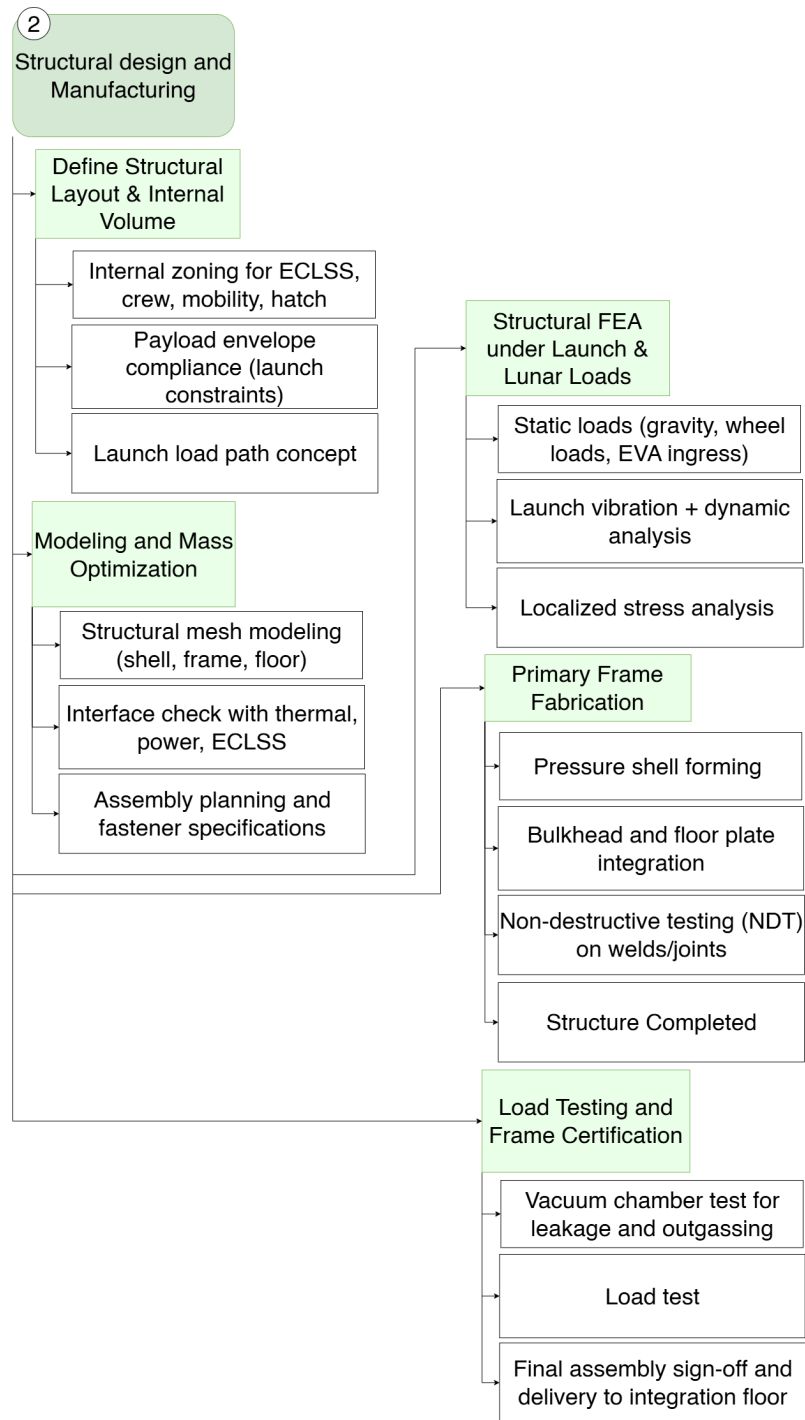 2
Structural design and
Manufacturing
Define Structural
Layout & Internal
Volume
Internal zoning for ECLSS,
crew, mobility, hatch
Payload envelope
compliance (launch
constraints)
Launch load path concept
Modeling and Mass
Optimization
Structural mesh modeling
(shell, frame, floor)
Interface check with thermal,
power, ECLSS
Assembly planning and
fastener specifications
Structural FEA
under Launch &
Lunar Loads
Static loads (gravity, wheel
loads, EVA ingress)
Launch vibration + dynamic
analysis
Localized stress analysis
Primary Frame
Fabrication
Pressure shell forming
Bulkhead and floor plate
integration
Non-destructive testing (NDT)
on welds/joints
Structure Completed
Load Testing and
Frame Certification
Vacuum chamber test for
leakage and outgassing
Load test
Final assembly sign-off and
delivery to integration floor